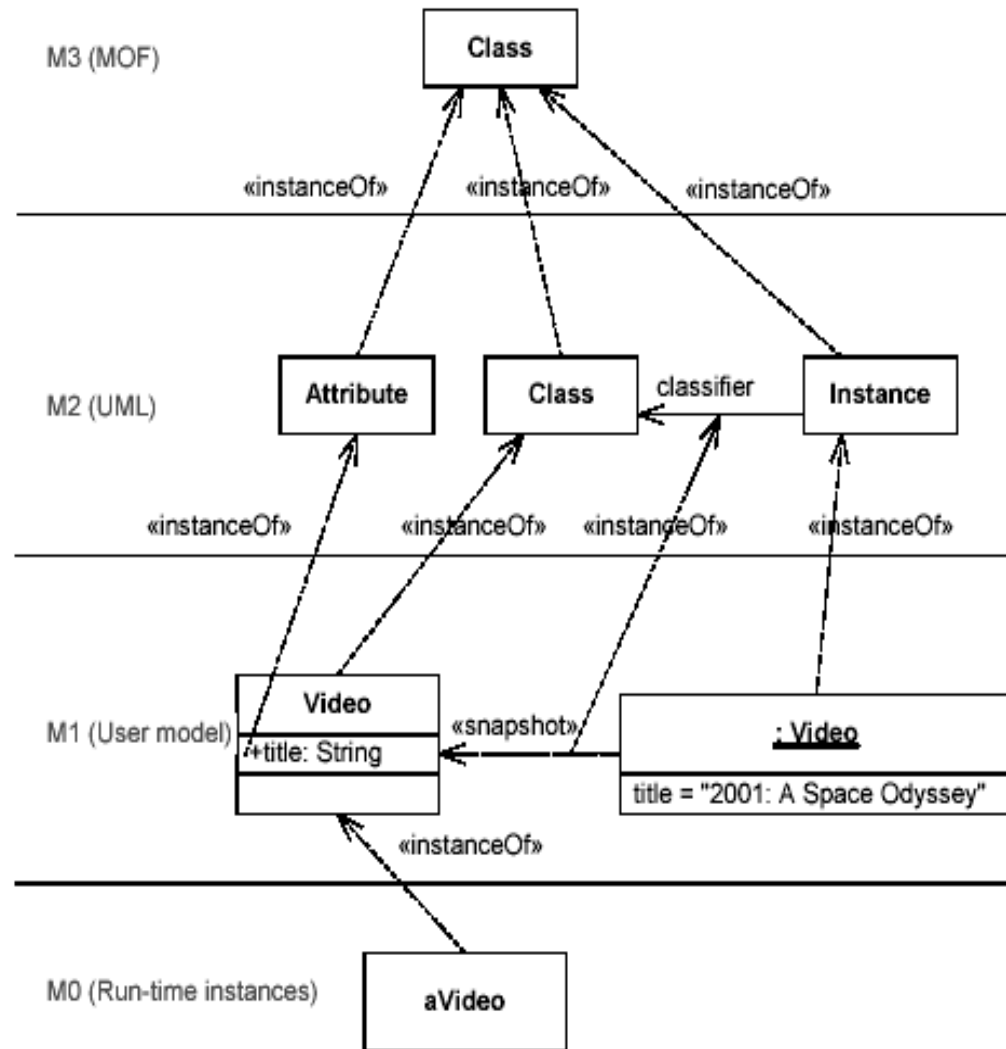 Class
M3 (MOF)
«instanceOf» «instanceOf» «instanceOf»
Attribute Class classifier Instance
M2 (UML)
«instanceOf» «instanceOf» «instanceOf» «instanceOf»
Video
«snapshot» : Video
M1 (User model)
+title: String
title = "2001: A Space Odyssey"
«instanceOf»
M0 (Run-time instances)
aVideo